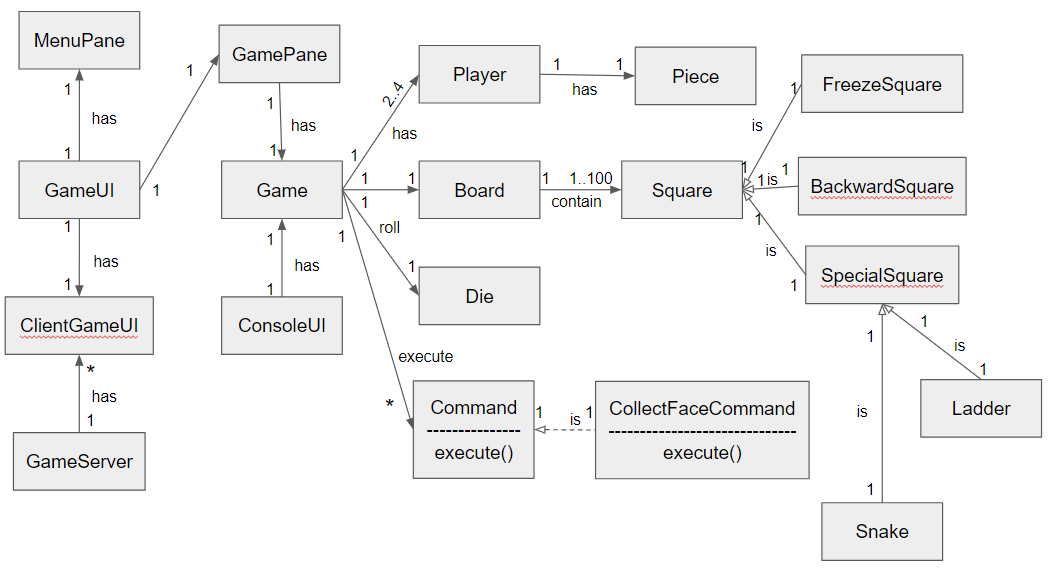 MenuPane
GamePane
Player
Piece
FreezeSquare
1
1
1
1
1
2..4
has
has
has
has
1
1
is
1
1
1
1
1
GameUI
1
Game
1
1
Board
1
1..100
contain
Square
1
1
is
1
BackwardSquare
1
1
roll
1
1
has
1
has
1
1
1
Die
is
1
SpecialSquare
ClientGameUI
ConsoleUI
*
has
1
execute
*
Command
---------------
execute()
1
is
1
CollectFaceCommand
------------------------------
execute()
1
1
is
1
Ladder
is
GameServer
1
Snake